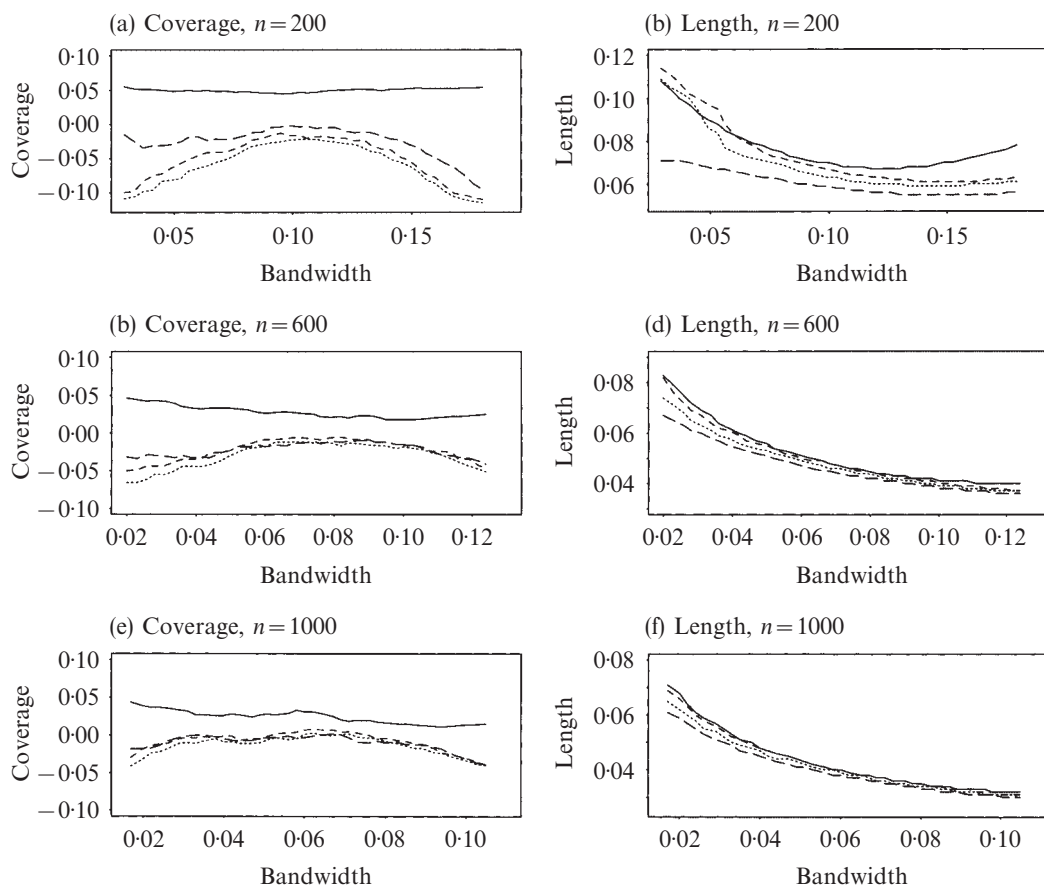 (a) Coverage, n=200
0·10
0·05
0·00
−0·05
−0·10
Coverage
0·05 0·10 0·15
Bandwidth
(b) Length, n=200
0·12
0·10
0·08
0·06
Length
0·05 0·10 0·15
Bandwidth
(b) Coverage, n=600
0·10
0·05
0·00
−0·05
−0·10
Coverage
0·02 0·04 0·06 0·08 0·10 0·12
Bandwidth
(d) Length, n=600
0·08
0·06
0·04
Length
0·02 0·04 0·06 0·08 0·10 0·12
Bandwidth
(e) Coverage, n=1000
0·10
0·05
0·00
−0·05
−0·10
Coverage
0·02 0·04 0·06 0·08 0·10
Bandwidth
(f) Length, n=1000
0·08
0·06
0·04
Length
0·02 0·04 0·06 0·08 0·10
Bandwidth